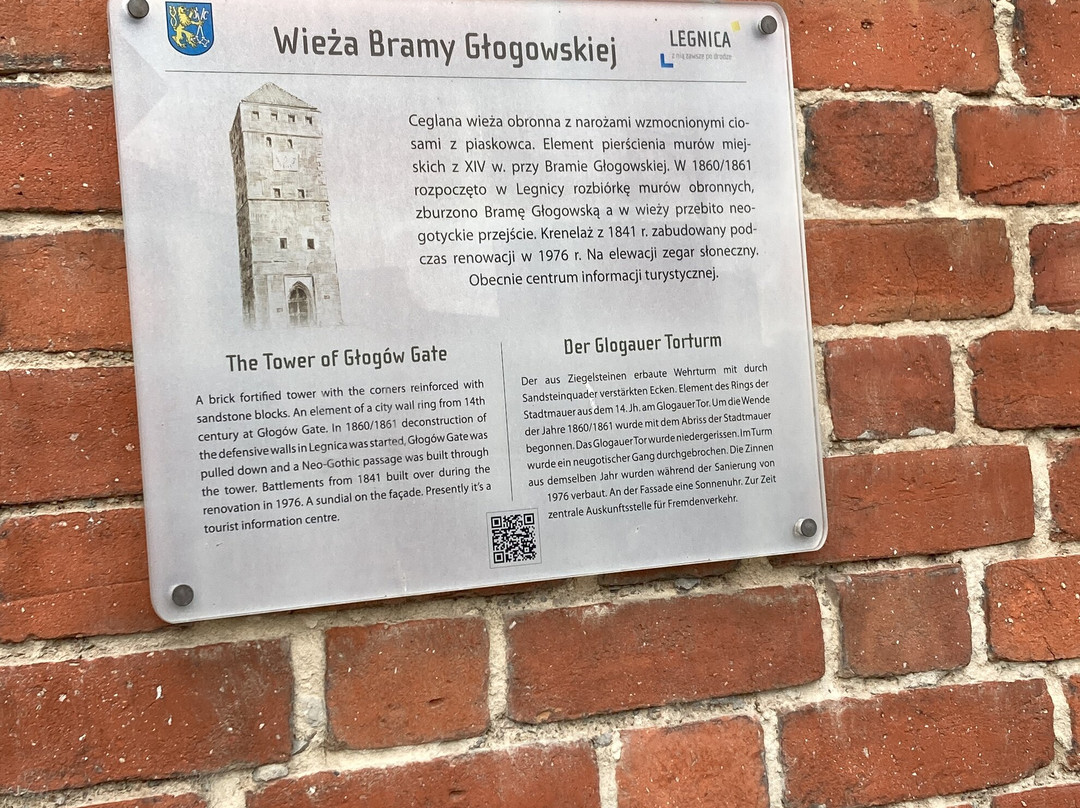 Wieża Bramy Głogowskiej
LEGNICA
z nią zawsze po drodze
Ceglana wieża obronna z narożami wzmocnionymi cio-
sami z piaskowca. Element pierścienia murów miej-
skich z XIV w. przy Bramie Głogowskiej. W 1860/1861
rozpoczęto w Legnicy rozbiórkę murów obronnych,
zburzono Bramę Głogowską a w wieży przebito neo-
gotyckie przejście. Krenelaż z 1841 r. zabudowany pod-
czas renowacji w 1976 r. Na elewacji zegar słoneczny.
Obecnie centrum informacji turystycznej.
The Tower of Głogów Gate
A brick fortified tower with the corners reinforced with
sandstone blocks. An element of a city wall ring from 14th
century at Głogów Gate. In 1860/1861 deconstruction of
the defensive walls in Legnica was started, Głogów Gate was
pulled down and a Neo-Gothic passage was built through
the tower. Battlements from 1841 built over during the
renovation in 1976. A sundial on the façade. Presently it's a
tourist information centre.
Der Glogauer Torturm
Der aus Ziegelsteinen erbaute Wehrturm mit durch
Sandsteinquader verstärkten Ecken. Element des Rings der
Stadtmauer aus dem 14. Jh. am Glogauer Tor. Um die Wende
der Jahre 1860/1861 wurde mit dem Abriss der Stadtmauer
begonnen. Das Glogauer Tor wurde niedergerissen. Im Turm
wurde ein neugotischer Gang durchgebrochen. Die Zinnen
aus demselben Jahr wurden während der Sanierung von
1976 verbaut. An der Fassade eine Sonnenuhr. Zur Zeit
zentrale Auskunftsstelle für Fremdenverkehr.